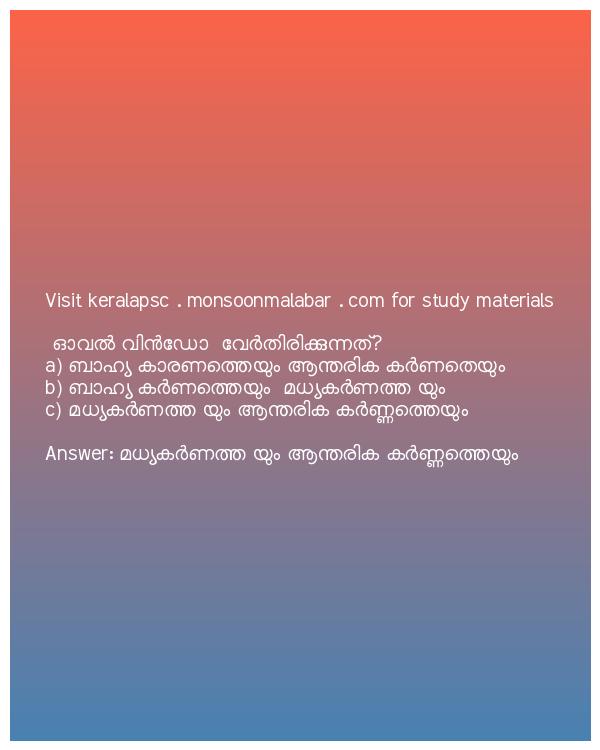 Visit keralapsc . monsoonmalabar . com for study materials
ഓവൽ വിൻഡോ വേർതിരിക്കുന്നത്?
a) ബാഹ്യ കാരണത്തെയും ആന്തരിക കർണതെയും
b) ബാഹ്യ കർണത്തെയും മധ്യകർണത്ത യും
c) മധ്യകർണത്ത യും ആന്തരിക കർണ്ണത്തെയും
Answer: മധ്യകർണത്ത യും ആന്തരിക കർണ്ണത്തെയും